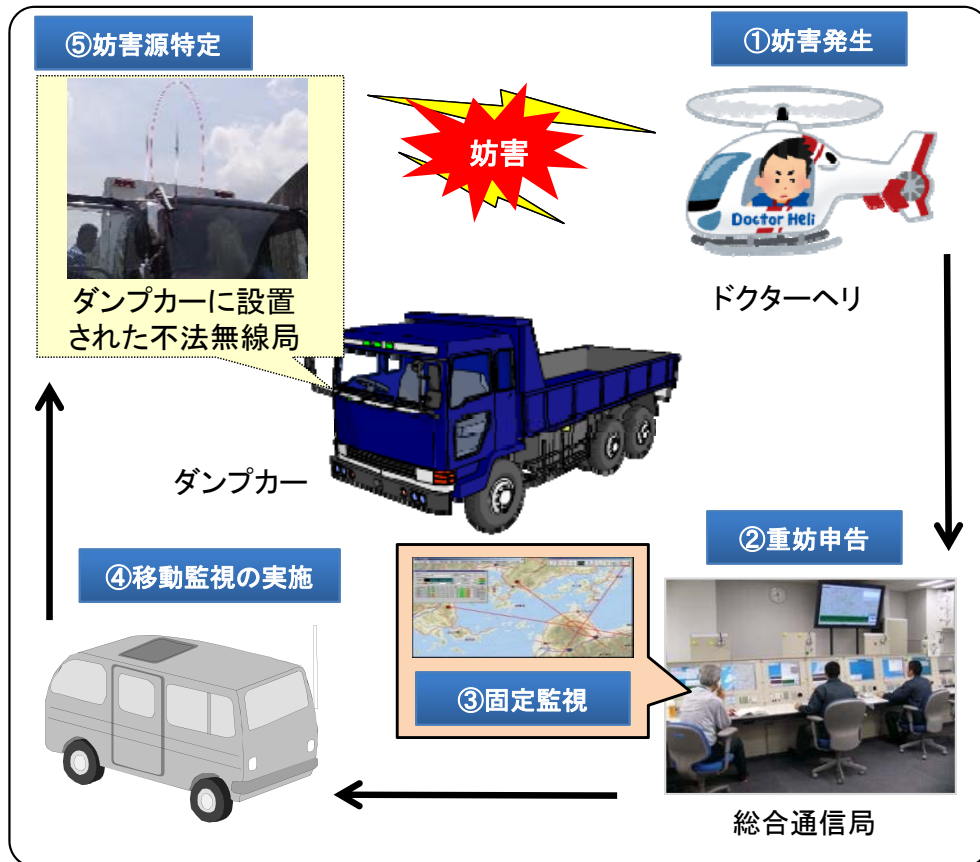 ⑤妨害源特定
①妨害発生
妨害
Doctor Heli
ダンプカーに設置
された不法無線局
ドクターヘリ
ダンプカー
②重妨申告
④移動監視の実施
③固定監視
総合通信局